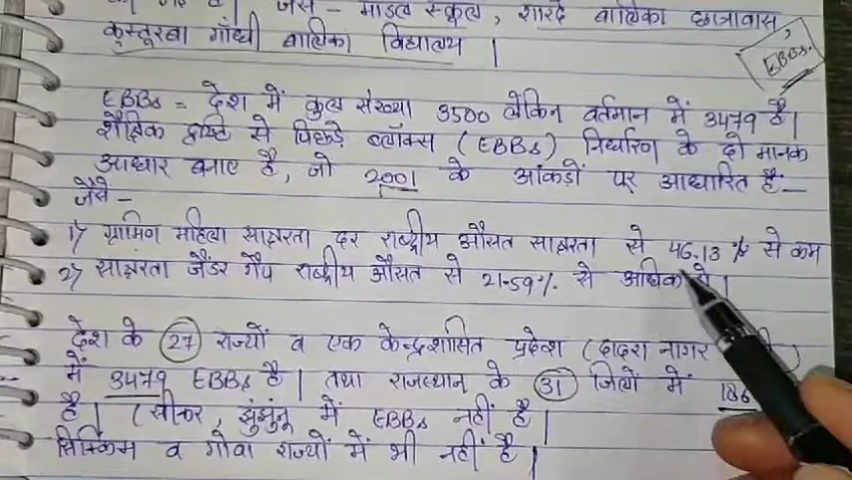 जैसे - मॉडल स्कूल, शारदे बालिका छात्रावास,
कस्तूरबा गाँधी बालिका विद्यालय |
EBBs.
EBBs = देश में कुल संख्या 3500 लेकिन वर्तमान में 3479 है|
शैक्षिक दृष्टि से पिछड़े ब्लॉक्स (EBBs) निर्धारण के दो मानक
आधार बनाए है, जो 2001 के आंकड़ों पर आधारित है:-
जैसे -
1) ग्रामिण महिला साक्षरता दर राष्ट्रीय औसत साक्षरता से 46.13 % से कम
2) साक्षरता जैंडर गैप राष्ट्रीय औसत से 21.59% से अधिक
देश के 27 राज्यों व एक केन्द्रशासित प्रदेश (दादरा नागर
में 3479 EBBs है | तथा राजस्थान के 31 जिलों में 186
है | (सीकर, झुंझुंनू में EBBs नहीं है |
सिक्किम व गोवा राज्यों में भी नहीं है |